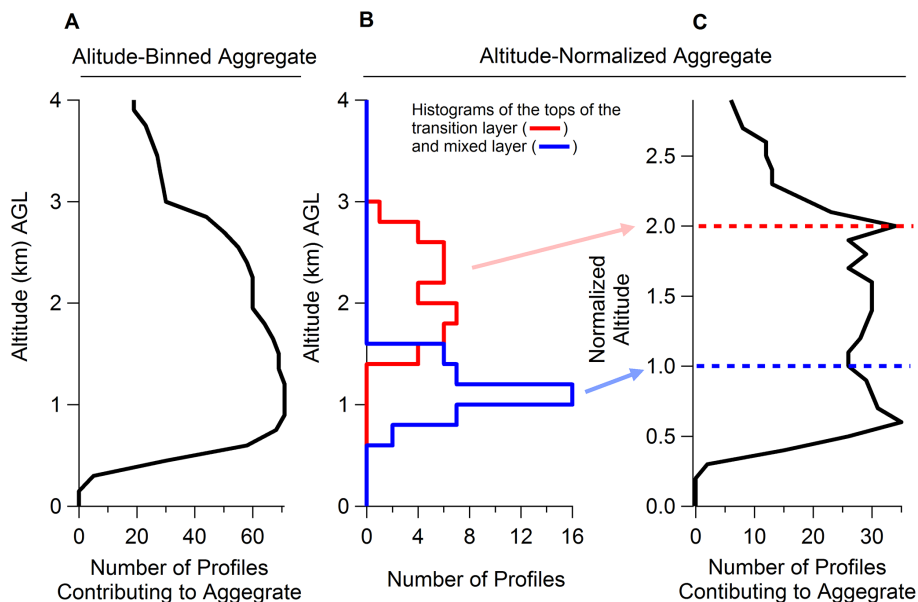 A
B
C
Alitude-Binned Aggregate
Altitude-Normalized Aggregate
Altitude (km) AGL
4
3
2
1
0
0
20
40
60
Number of Profiles
Contributing to Aggegrate
Altitude (km) AGL
4
3
2
1
0
Histograms of the tops of the
transition layer ( )
and mixed layer ( )
0
4
8
12
16
Number of Profiles
Normalized
Altitude
2.5
2.0
1.5
1.0
0.5
0.0
0
10
20
30
Number of Profiles
Contibuting to Aggegrate